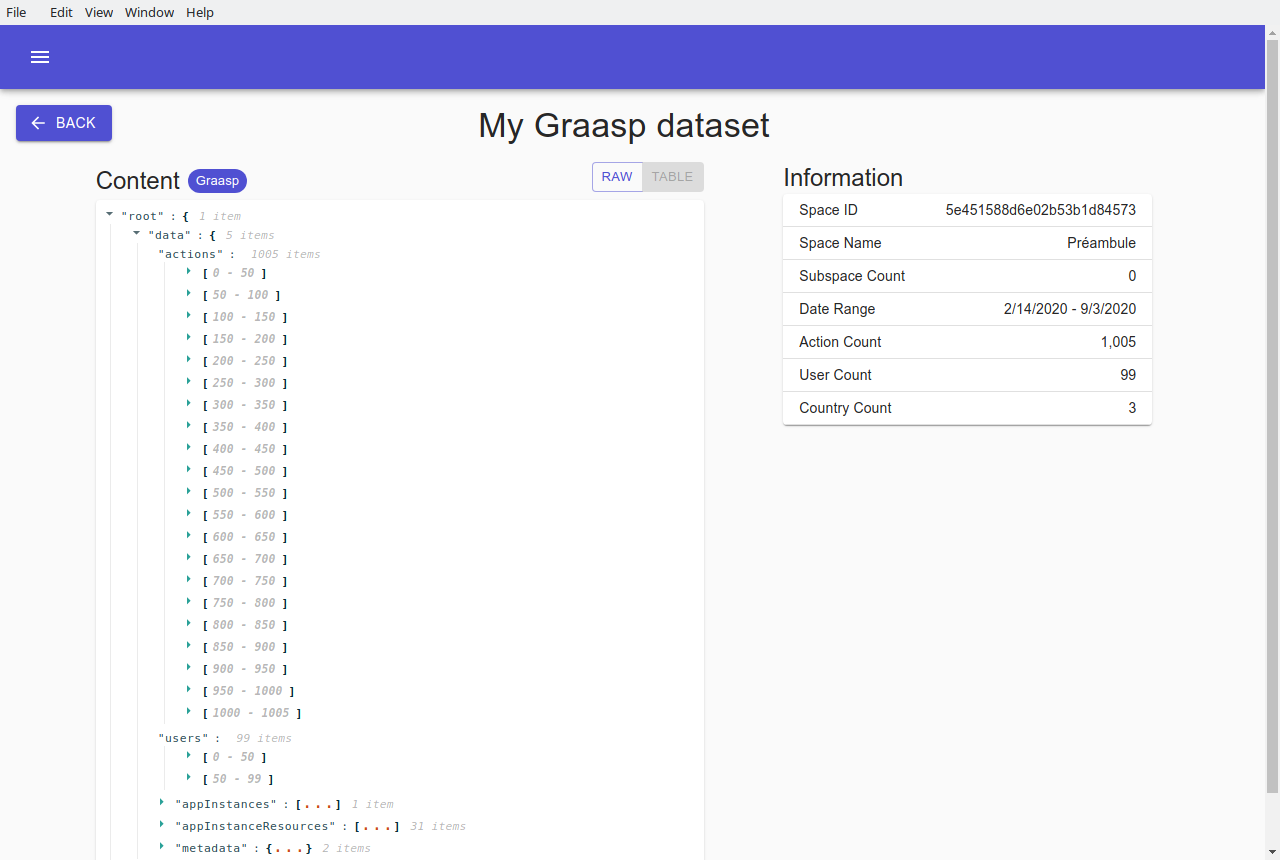 File Edit View Window Help
BACK
My Graasp dataset
Content Graasp
RAW TABLE
"root" : { 1 item
"data" : { 5 items
"actions" : 1005 items
[ 0 - 50 ]
[ 50 - 100 ]
[ 100 - 150 ]
[ 150 - 200 ]
[ 200 - 250 ]
[ 250 - 300 ]
[ 300 - 350 ]
[ 350 - 400 ]
[ 400 - 450 ]
[ 450 - 500 ]
[ 500 - 550 ]
[ 550 - 600 ]
[ 600 - 650 ]
[ 650 - 700 ]
[ 700 - 750 ]
[ 750 - 800 ]
[ 800 - 850 ]
[ 850 - 900 ]
[ 900 - 950 ]
[ 950 - 1000 ]
[ 1000 - 1005 ]
"users" : 99 items
[ 0 - 50 ]
[ 50 - 99 ]
"appInstances" : [...] 1 item
"appInstanceResources" : [...] 31 items
"metadata" : {...} 2 items
Information
Space ID 5e451588d6e02b53b1d84573
Space Name Préambule
Subspace Count 0
Date Range 2/14/2020 - 9/3/2020
Action Count 1,005
User Count 99
Country Count 3